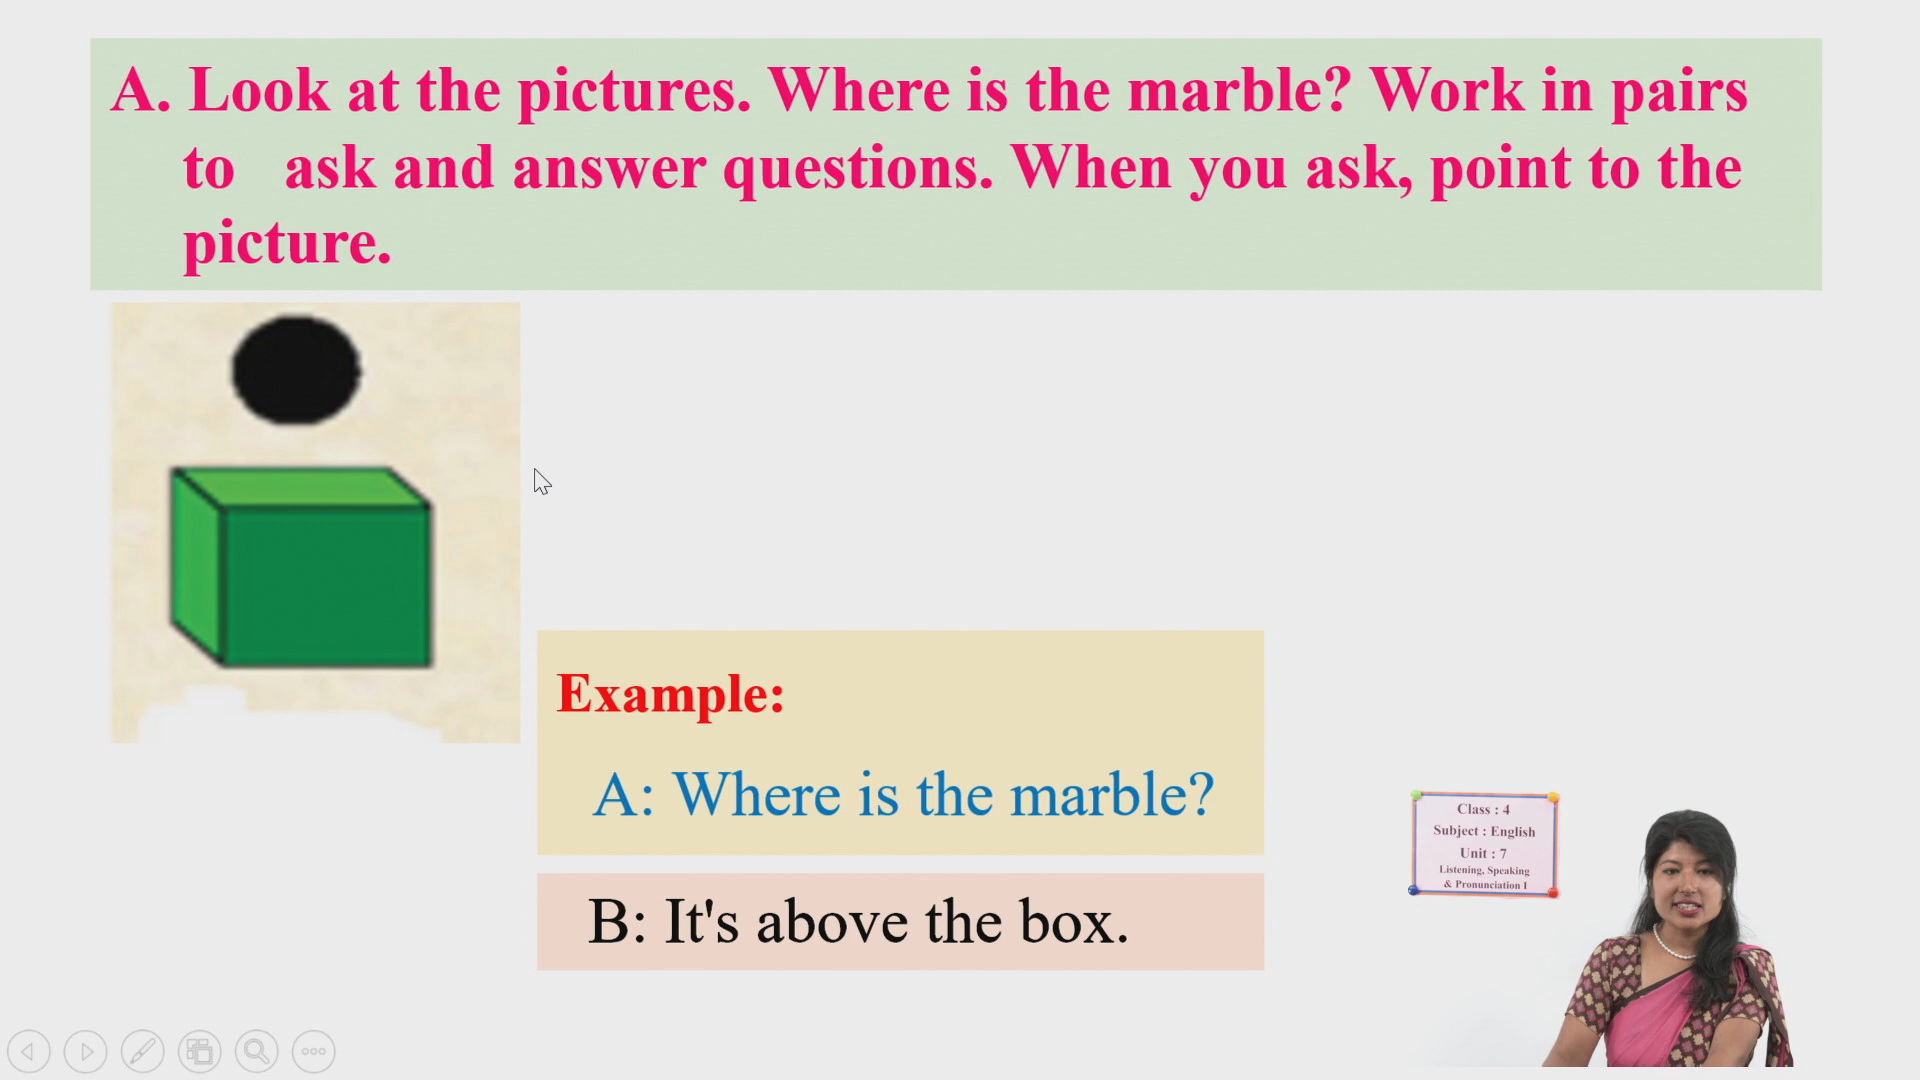 A. Look at the pictures. Where is the marble? Work in pairs
to ask and answer questions. When you ask, point to the
picture.
Example:
A: Where is the marble?
B: It's above the box.
Class : 4
Subject : English
Unit : 7
Listening, Speaking
& Pronunciation I